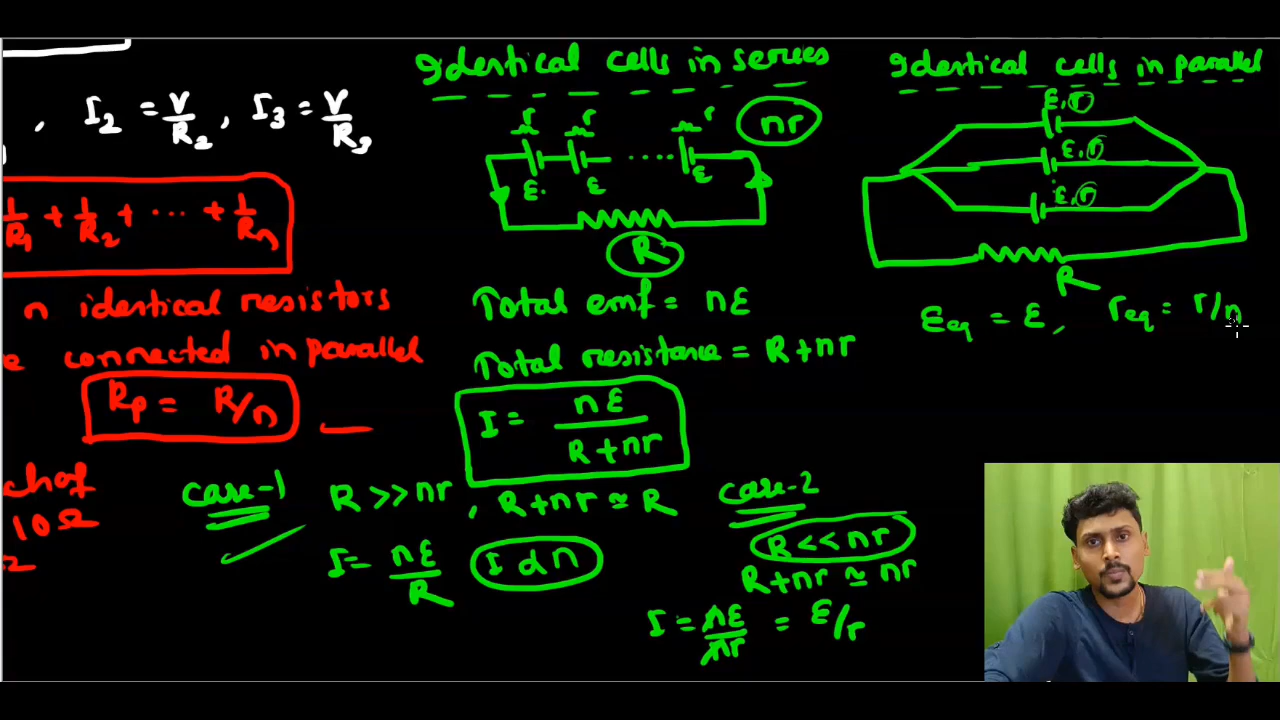 , I₂ = V/R₂ , I₃ = V/R₃
1/R₁ + 1/R₂ + ... + 1/Rn
n identical resistors
e connected in parallel
Rp = R/n
ch of
10Ω
Ω
Identical cells in series
nr
r r r
ε ε ε
R
Total emf = nε
Total resistance = R + nr
I = nε/(R + nr)
Case-1 R >> nr , R + nr ≃ R
I = nε/R I α n
Case-2
R << nr
R + nr ≃ nr
I = nε/nr = ε/r
Identical cells in parallel
ε, r
ε, r
ε, r
R
εeq = ε , req = r/n